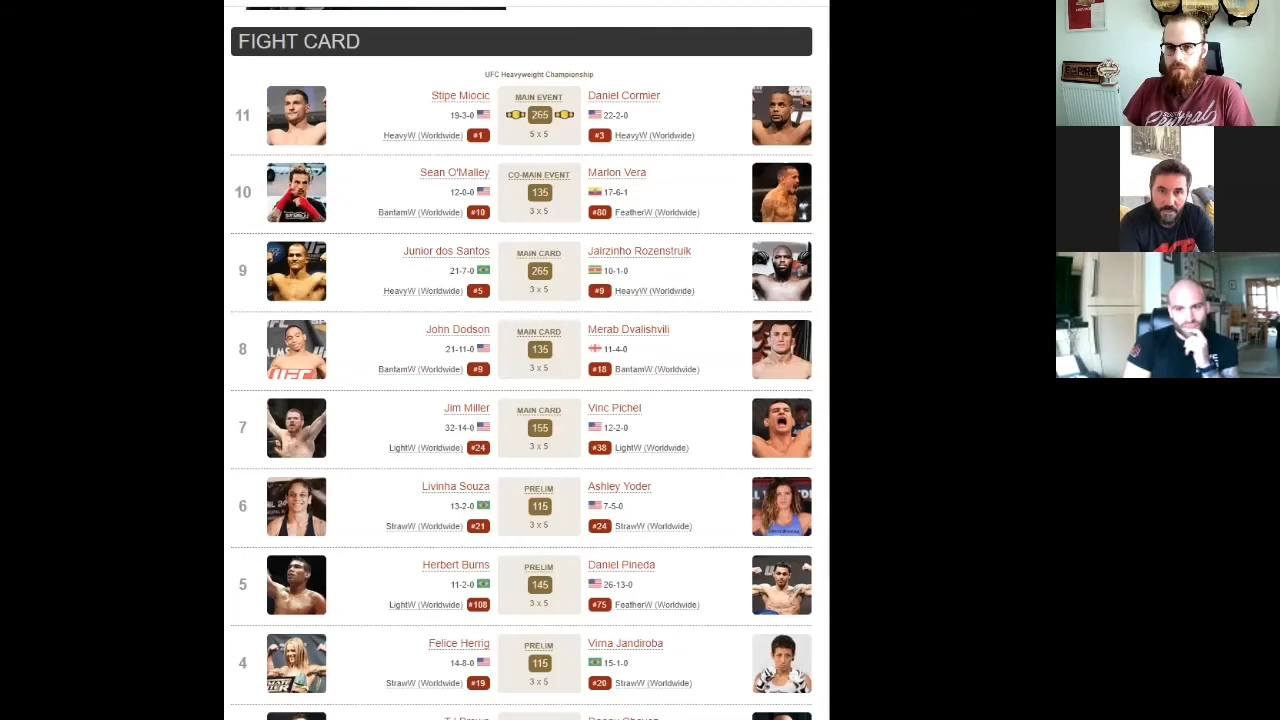 FIGHT CARD
UFC Heavyweight Championship
11
Stipe Miocic
19-3-0
HeavyW (Worldwide) #1
MAIN EVENT
265
5 x 5
Daniel Cormier
22-2-0
#3 HeavyW (Worldwide)
10
Sean O'Malley
12-0-0
BantamW (Worldwide) #10
CO-MAIN EVENT
135
3 x 5
Marlon Vera
17-6-1
#80 FeatherW (Worldwide)
9
Junior dos Santos
21-7-0
HeavyW (Worldwide) #5
MAIN CARD
265
3 x 5
Jairzinho Rozenstruik
10-1-0
#9 HeavyW (Worldwide)
8
John Dodson
21-11-0
BantamW (Worldwide) #9
MAIN CARD
135
3 x 5
Merab Dvalishvili
11-4-0
#18 BantamW (Worldwide)
7
Jim Miller
32-14-0
LightW (Worldwide) #24
MAIN CARD
155
3 x 5
Vinc Pichel
12-2-0
#38 LightW (Worldwide)
6
Livinha Souza
13-2-0
StrawW (Worldwide) #21
PRELIM
115
3 x 5
Ashley Yoder
7-5-0
#24 StrawW (Worldwide)
5
Herbert Burns
11-2-0
LightW (Worldwide) #108
PRELIM
145
3 x 5
Daniel Pineda
26-13-0
#75 FeatherW (Worldwide)
4
Felice Herrig
14-8-0
StrawW (Worldwide) #19
PRELIM
115
3 x 5
Virna Jandiroba
15-1-0
#20 StrawW (Worldwide)
UFC
EMPIRE